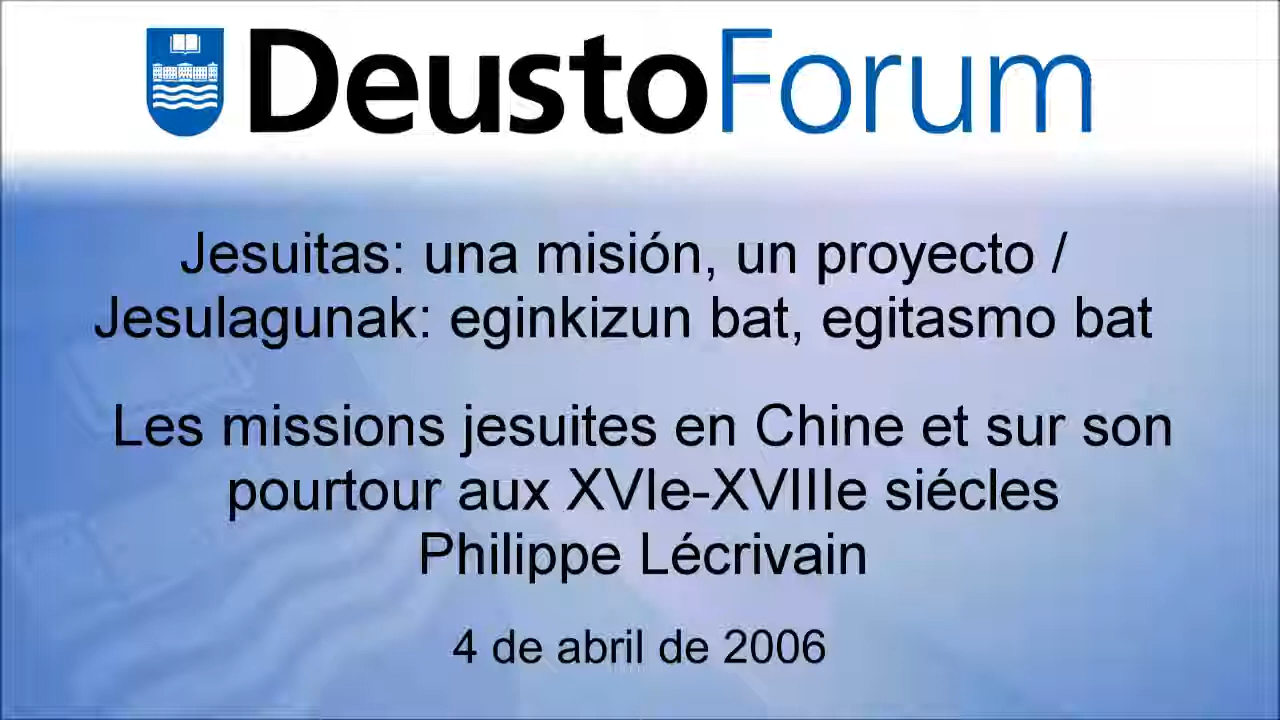 DeustoForum
Jesuitas: una misión, un proyecto /
Jesulagunak: eginkizun bat, egitasmo bat
Les missions jesuites en Chine et sur son
pourtour aux XVIe-XVIIIe siécles
Philippe Lécrivain
4 de abril de 2006